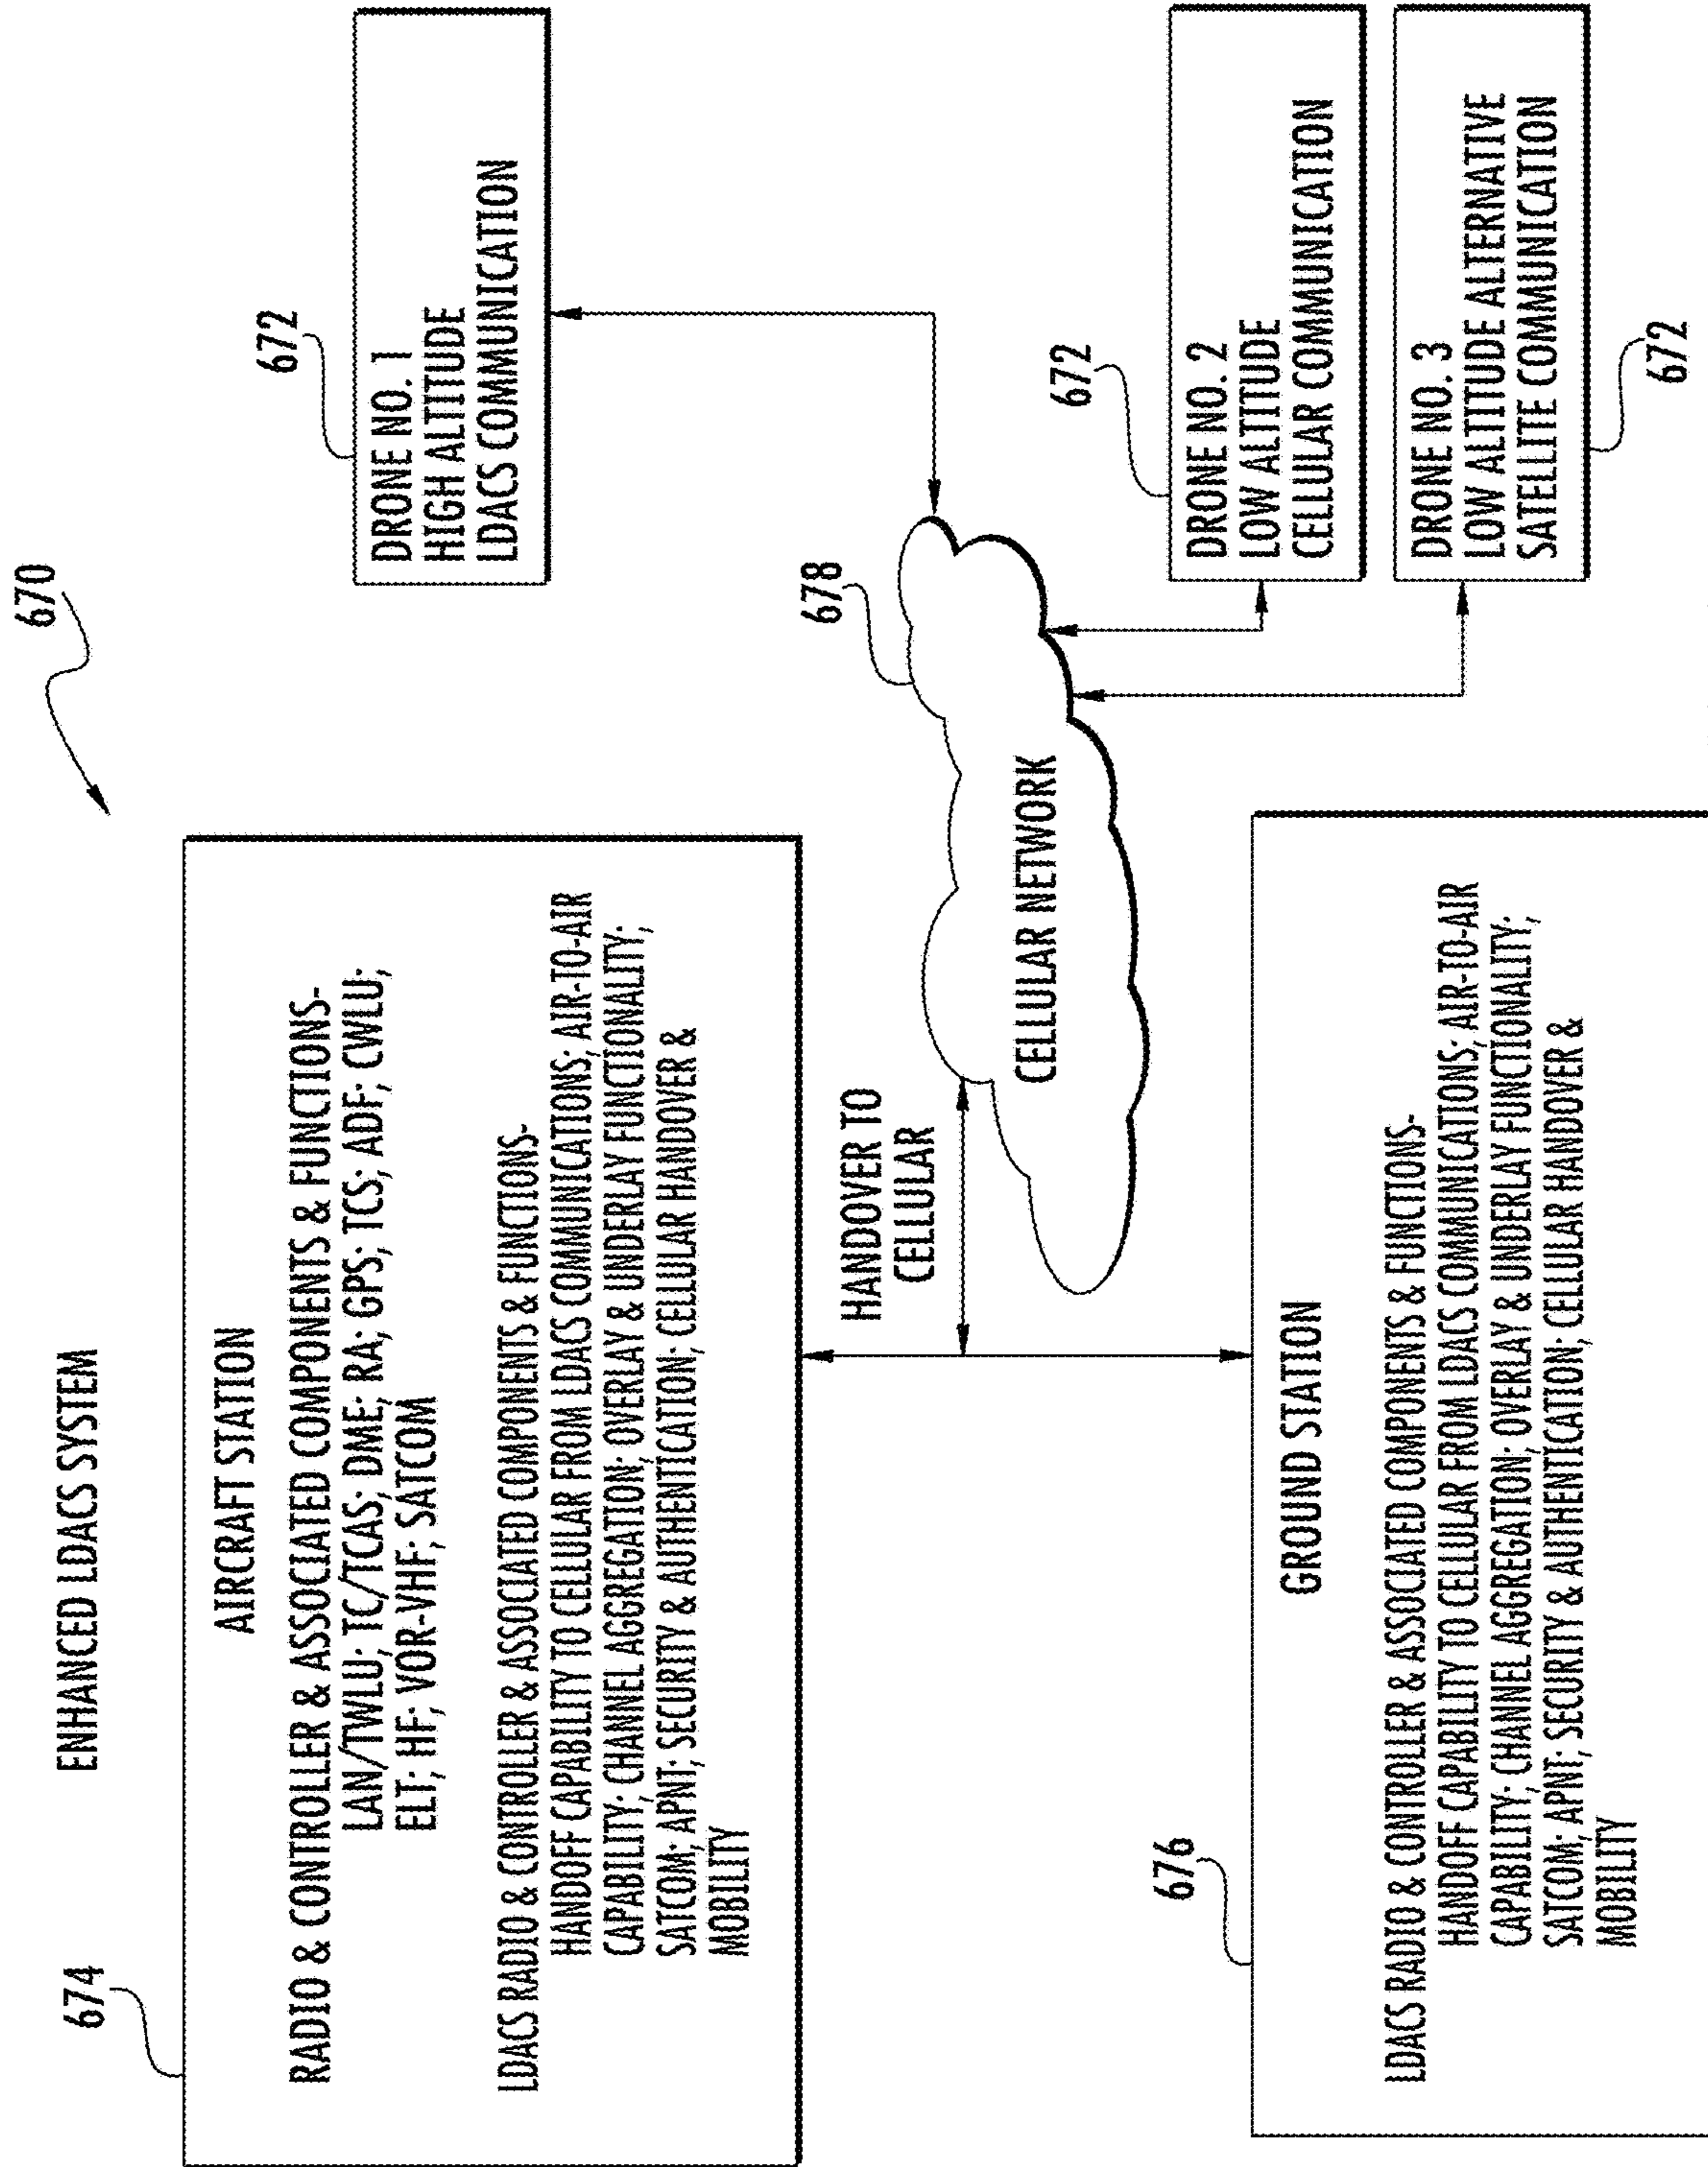 ENHANCED LDACS SYSTEM
670
674
AIRCRAFT STATION
RADIO & CONTROLLER & ASSOCIATED COMPONENTS & FUNCTIONS-
LAN/TWLU; TC/TCAS; DME; RA; GPS; TCS; ADF; CWLU;
ELT; HF; VOR-VHF; SATCOM
LDACS RADIO & CONTROLLER & ASSOCIATED COMPONENTS & FUNCTIONS-
HANDOFF CAPABILITY TO CELLULAR FROM LDACS COMMUNICATIONS; AIR-TO-AIR
CAPABILITY; CHANNEL AGGREGATION; OVERLAY & UNDERLAY FUNCTIONALITY;
SATCOM; APNT; SECURITY & AUTHENTICATION; CELLULAR HANDOVER &
MOBILITY
672
DRONE NO. 1
HIGH ALTITUDE
LDACS COMMUNICATION
HANDOVER TO
CELLULAR
678
CELLULAR NETWORK
676
GROUND STATION
LDACS RADIO & CONTROLLER & ASSOCIATED COMPONENTS & FUNCTIONS-
HANDOFF CAPABILITY TO CELLULAR FROM LDACS COMMUNICATIONS; AIR-TO-AIR
CAPABILITY; CHANNEL AGGREGATION; OVERLAY & UNDERLAY FUNCTIONALITY;
SATCOM; APNT; SECURITY & AUTHENTICATION; CELLULAR HANDOVER &
MOBILITY
672
DRONE NO. 2
LOW ALTITUDE
CELLULAR COMMUNICATION
DRONE NO. 3
LOW ALTITUDE ALTERNATIVE
SATELLITE COMMUNICATION
672